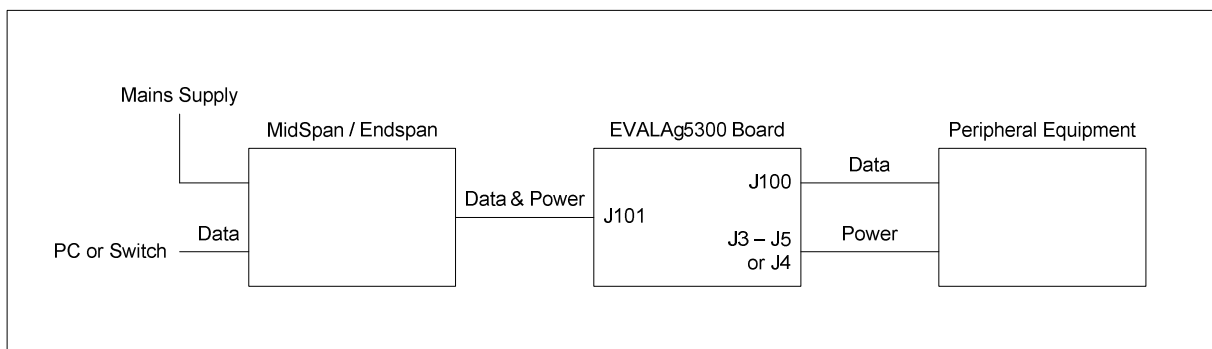 Mains Supply
MidSpan / Endspan
EVALAg5300 Board
Peripheral Equipment
J100
Data
Data & Power
J101
PC or Switch
Data
J3 – J5
or J4
Power